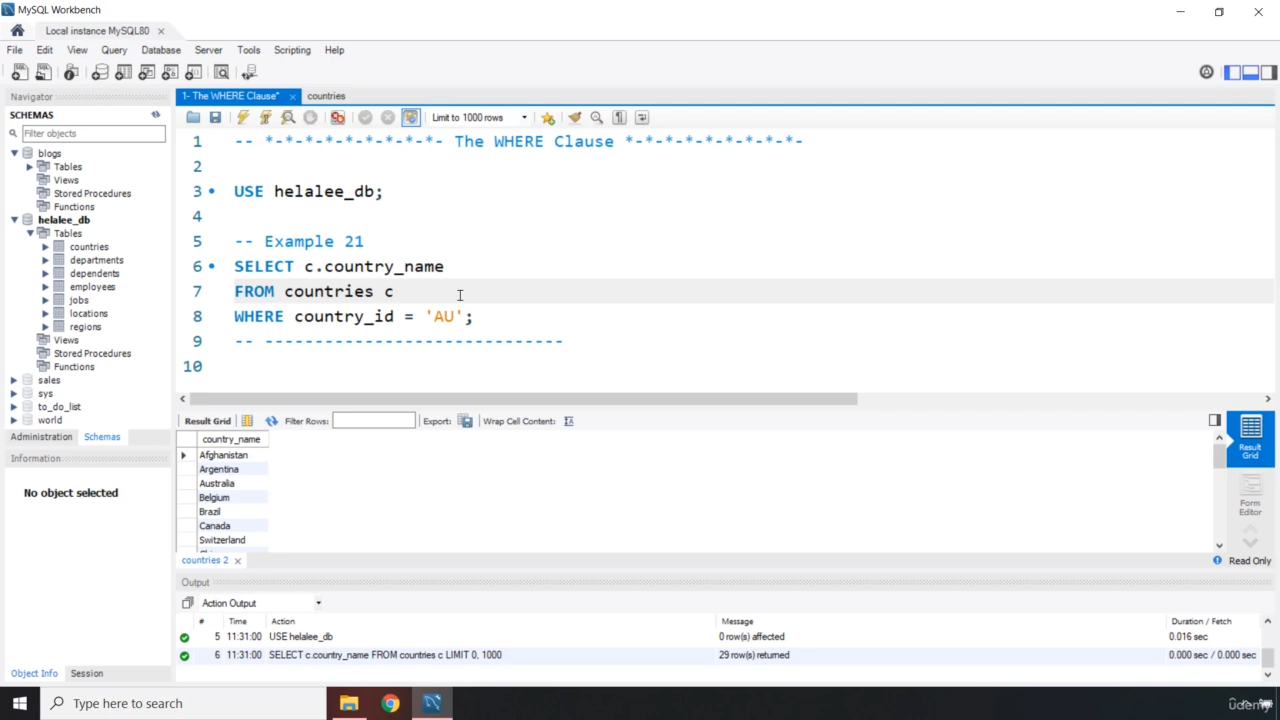 MySQL Workbench
Local instance MySQL80
File Edit View Query Database Server Tools Scripting Help
Navigator
SCHEMAS
Filter objects
blogs
Tables
Views
Stored Procedures
Functions
helalee_db
Tables
countries
departments
dependents
employees
jobs
locations
regions
Views
Stored Procedures
Functions
sales
sys
to_do_list
world
Administration Schemas
Information
No object selected
Object Info Session
1- The WHERE Clause* countries
Limit to 1000 rows
1 -- *-*-*-*-*-*-*-*-*- The WHERE Clause *-*-*-*-*-*-*-*-*-
2
3 USE helalee_db;
4
5 -- Example 21
6 SELECT c.country_name
7 FROM countries c
8 WHERE country_id = 'AU';
9 -- ------------------------------
10
Result Grid Filter Rows: Export: Wrap Cell Content:
country_name
Afghanistan
Argentina
Australia
Belgium
Brazil
Canada
Switzerland
Result Grid
Form Editor
countries 2
Read Only
Output
Action Output
# Time Action Message Duration / Fetch
5 11:31:00 USE helalee_db 0 row(s) affected 0.016 sec
6 11:31:00 SELECT c.country_name FROM countries c LIMIT 0, 1000 29 row(s) returned 0.000 sec / 0.000 sec
Type here to search
udemy